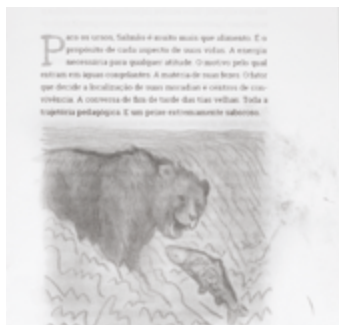 Para os ursos, Salmão é muito mais que alimento. É o
propósito de cada aspecto de suas vidas. A energia
necessária para qualquer atitude. O motivo pelo qual
entram em águas congelantes. A matéria de suas fezes. O fator
que decide a localização de suas moradias e centros de con-
vivência. A conversa de fim de tarde das tias velhas. Toda a
trajetória pedagógica. E um peixe extremamente saboroso.